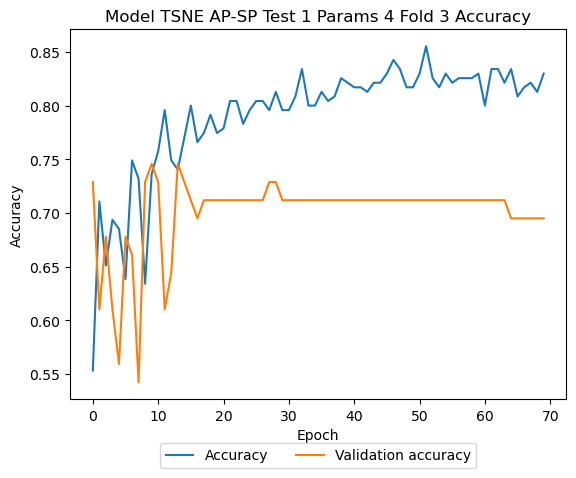 Model TSNE AP-SP Test 1 Params 4 Fold 3 Accuracy
Accuracy
0.85
0.80
0.75
0.70
0.65
0.60
0.55
0 10 20 30 40 50 60 70
Epoch
Accuracy Validation accuracy